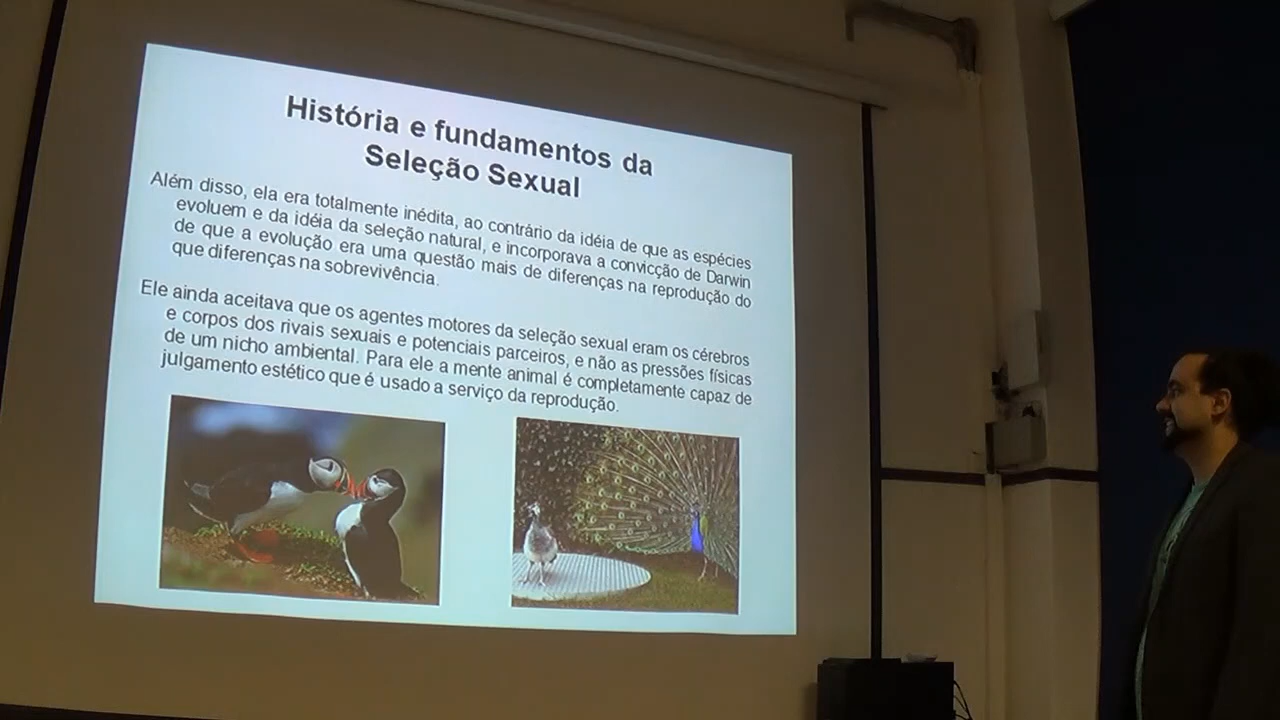 História e fundamentos da
Seleção Sexual
Além disso, ela era totalmente inédita, ao contrário da idéia de que as espécies
evoluem e da idéia da seleção natural, e incorporava a convicção de Darwin
de que a evolução era uma questão mais de diferenças na reprodução do
que diferenças na sobrevivência.
Ele ainda aceitava que os agentes motores da seleção sexual eram os cérebros
e corpos dos rivais sexuais e potenciais parceiros, e não as pressões físicas
de um nicho ambiental. Para ele a mente animal é completamente capaz de
julgamento estético que é usado a serviço da reprodução.